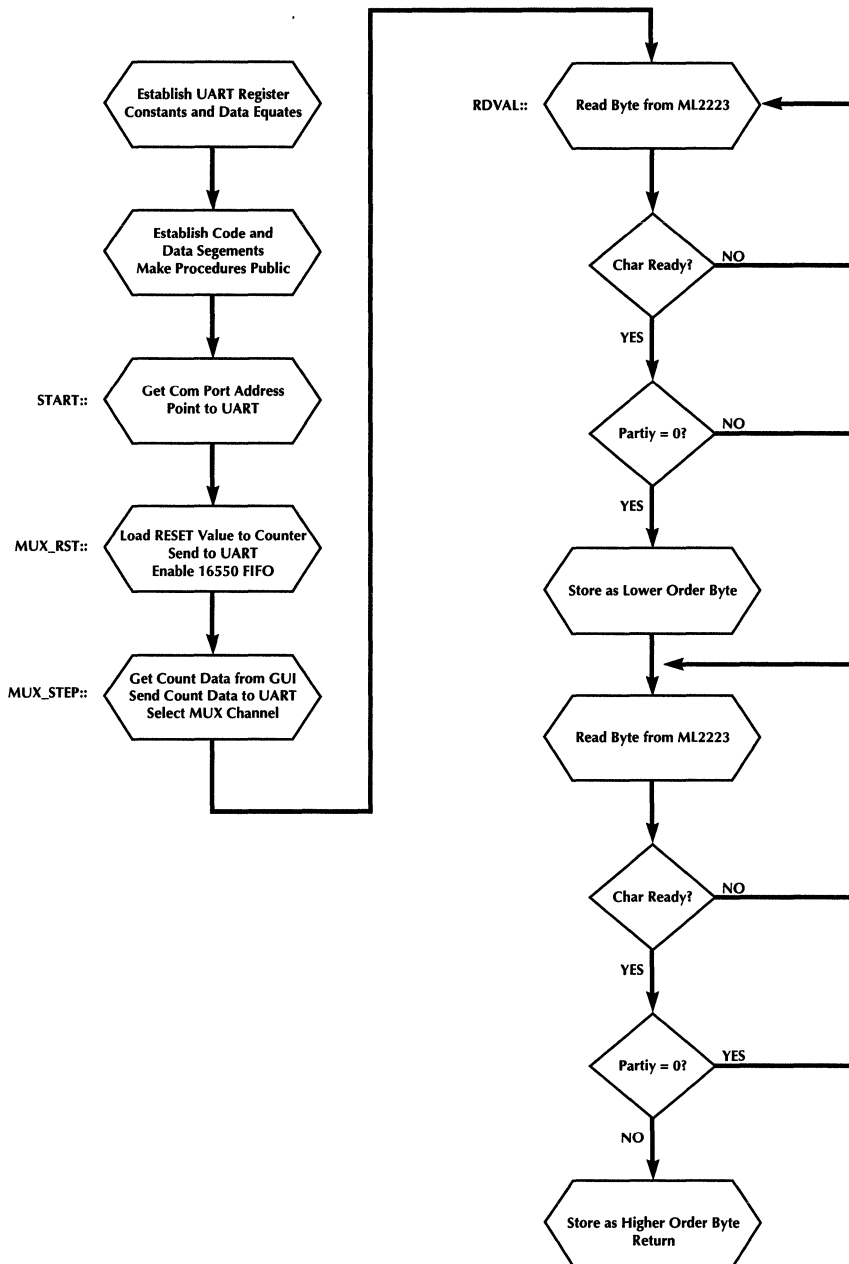 Establish UART Register
Constants and Data Equates
Establish Code and
Data Segements
Make Procedures Public
START::
Get Com Port Address
Point to UART
MUX_RST::
Load RESET Value to Counter
Send to UART
Enable 16550 FIFO
MUX_STEP::
Get Count Data from GUI
Send Count Data to UART
Select MUX Channel
RDVAL::
Read Byte from ML2223
Char Ready?
NO
YES
Partiy = 0?
NO
YES
Store as Lower Order Byte
Read Byte from ML2223
Char Ready?
NO
YES
Partiy = 0?
YES
NO
Store as Higher Order Byte
Return